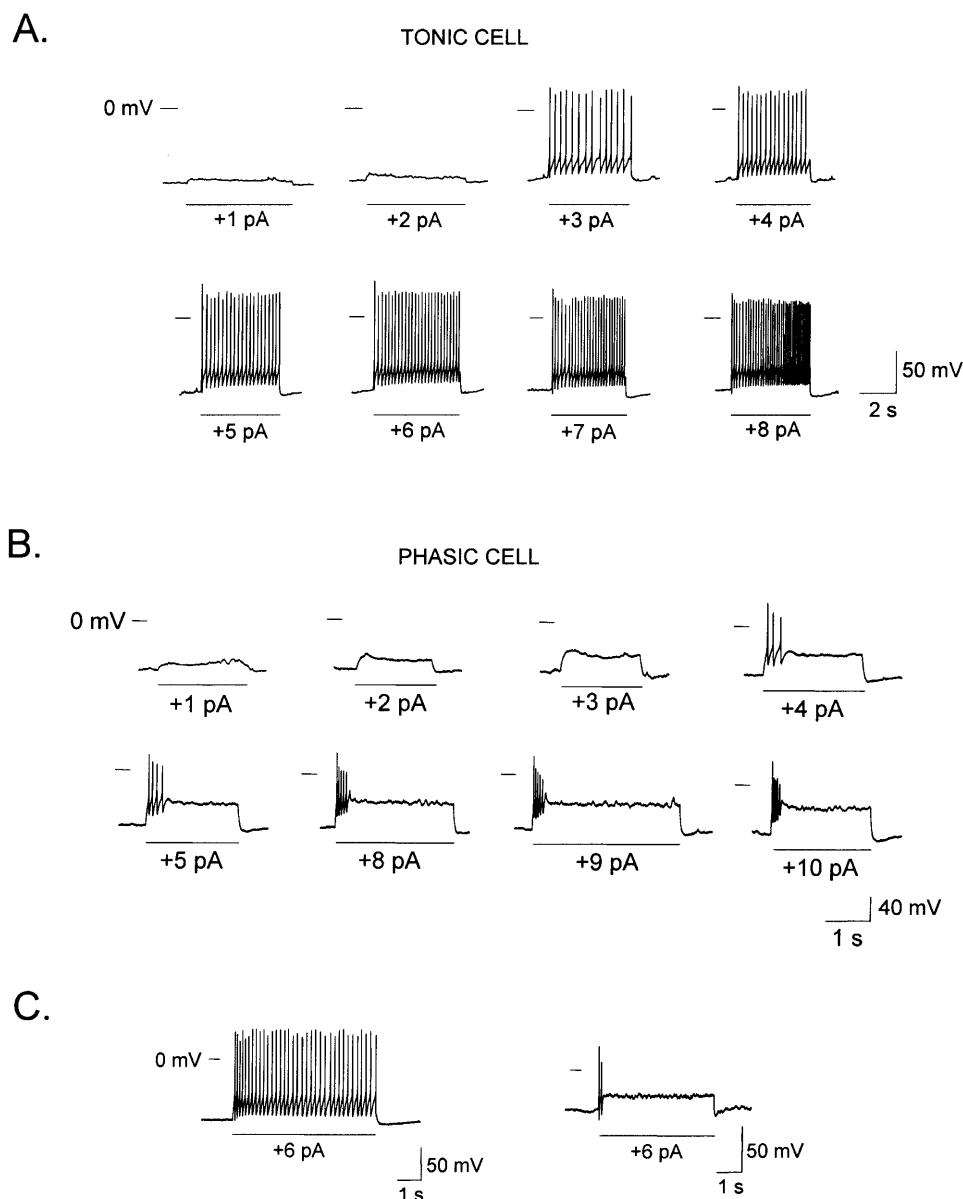 A.
TONIC CELL
0 mV
+1 pA
+2 pA
+3 pA
+4 pA
+5 pA
+6 pA
+7 pA
+8 pA
50 mV
2 s
B.
PHASIC CELL
0 mV
+1 pA
+2 pA
+3 pA
+4 pA
+5 pA
+8 pA
+9 pA
+10 pA
40 mV
1 s
C.
0 mV
+6 pA
50 mV
1 s
+6 pA
50 mV
1 s